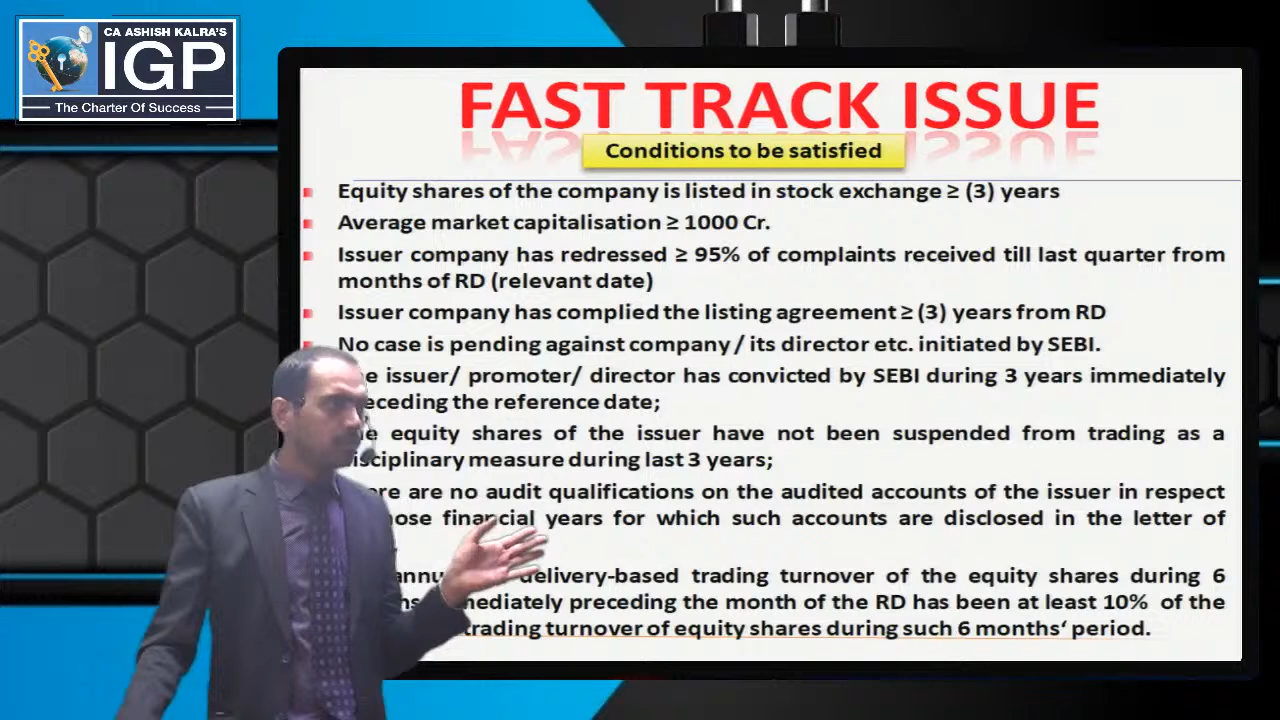 CA ASHISH KALRA'S
IGP
The Charter Of Success
FAST TRACK ISSUE
Conditions to be satisfied
Equity shares of the company is listed in stock exchange ≥ (3) years
Average market capitalisation ≥ 1000 Cr.
Issuer company has redressed ≥ 95% of complaints received till last quarter from
months of RD (relevant date)
Issuer company has complied the listing agreement ≥ (3) years from RD
No case is pending against company / its director etc. initiated by SEBI.
issuer/ promoter/ director has convicted by SEBI during 3 years immediately
the reference date;
equity shares of the issuer have not been suspended from trading as a
measure during last 3 years;
are no audit qualifications on the audited accounts of the issuer in respect
financial years for which such accounts are disclosed in the letter of
delivery-based trading turnover of the equity shares during 6
preceding the month of the RD has been at least 10% of the
trading turnover of equity shares during such 6 months' period.